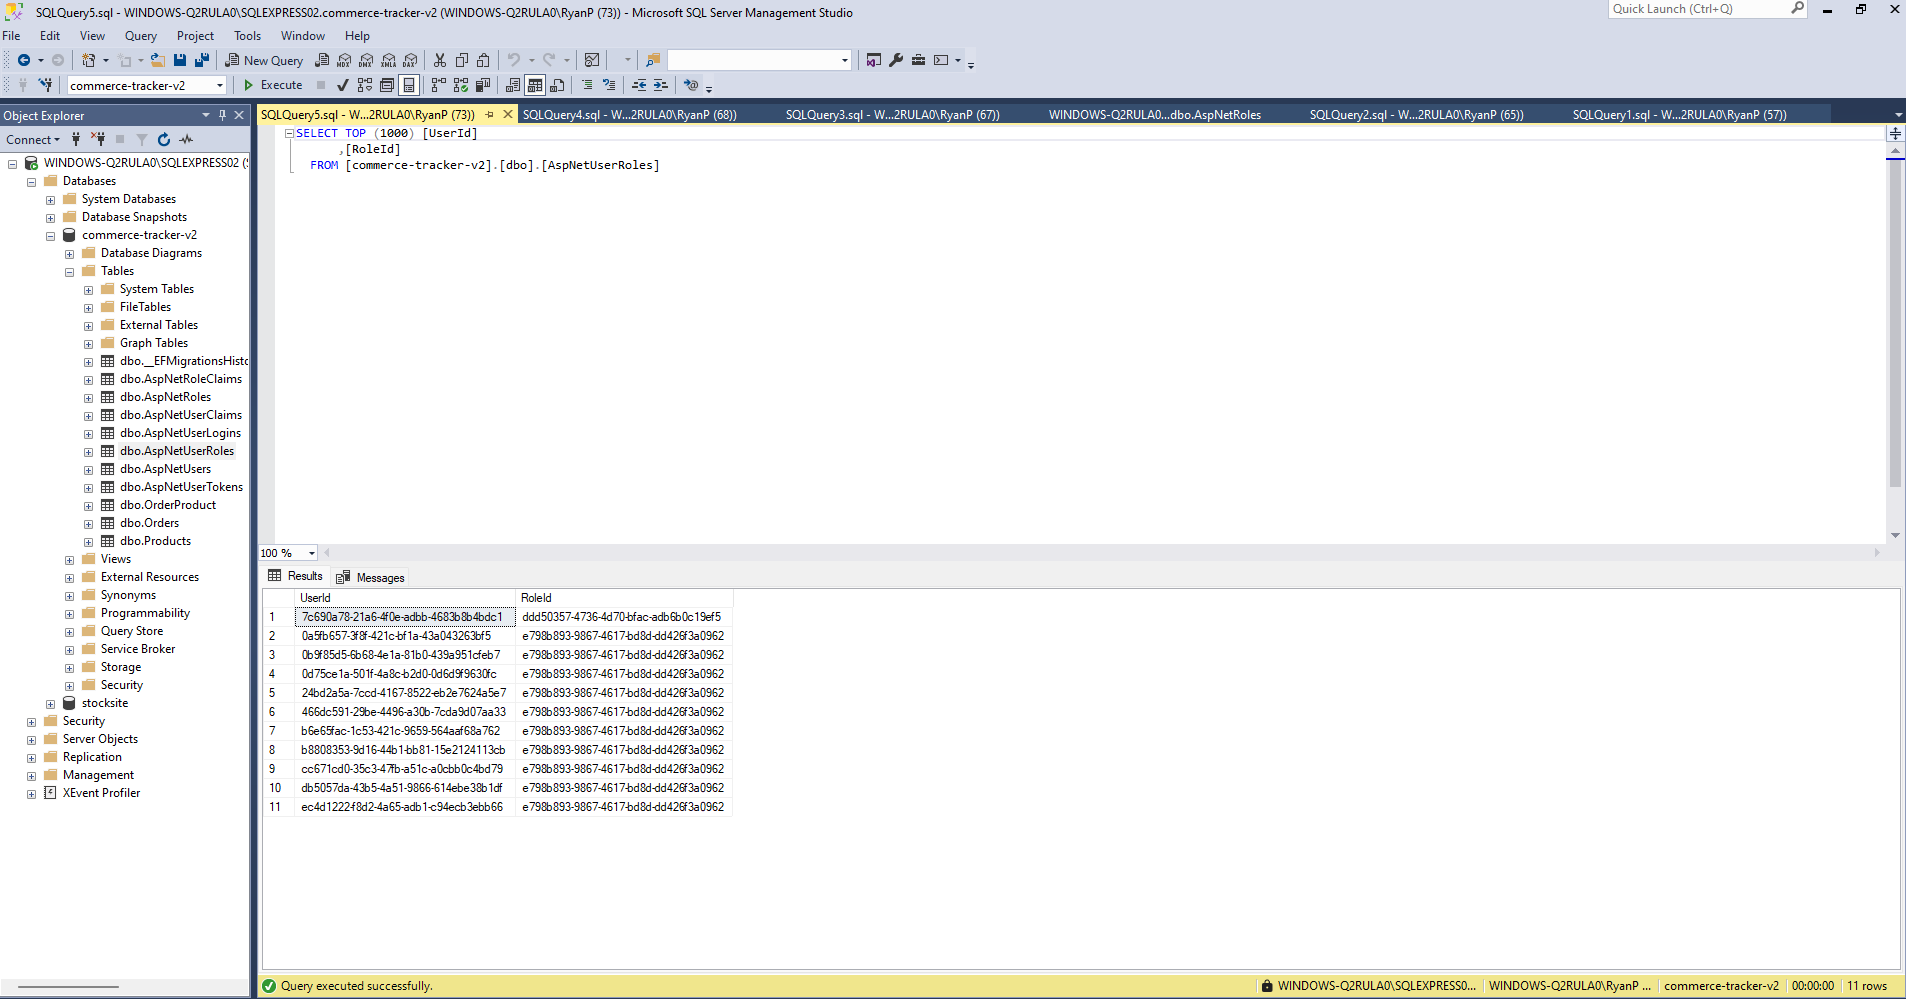 SQLQuery5.sql - WINDOWS-Q2RULA0\SQLEXPRESS02.commerce-tracker-v2 (WINDOWS-Q2RULA0\RyanP (73)) - Microsoft SQL Server Management Studio
Quick Launch (Ctrl+Q)
File Edit View Query Project Tools Window Help
New Query MDX DMX XMLA DAX
commerce-tracker-v2 Execute
Object Explorer
SQLQuery5.sql - W...2RULA0\RyanP (73)) SQLQuery4.sql - W...2RULA0\RyanP (68)) SQLQuery3.sql - W...2RULA0\RyanP (67)) WINDOWS-Q2RULA0...dbo.AspNetRoles SQLQuery2.sql - W...2RULA0\RyanP (65)) SQLQuery1.sql - W...2RULA0\RyanP (57))
Connect
WINDOWS-Q2RULA0\SQLEXPRESS02 (S
Databases
System Databases
Database Snapshots
commerce-tracker-v2
Database Diagrams
Tables
System Tables
FileTables
External Tables
Graph Tables
dbo.__EFMigrationsHisto
dbo.AspNetRoleClaims
dbo.AspNetRoles
dbo.AspNetUserClaims
dbo.AspNetUserLogins
dbo.AspNetUserRoles
dbo.AspNetUsers
dbo.AspNetUserTokens
dbo.OrderProduct
dbo.Orders
dbo.Products
Views
External Resources
Synonyms
Programmability
Query Store
Service Broker
Storage
Security
stocksite
Security
Server Objects
Replication
Management
XEvent Profiler
SELECT TOP (1000) [UserId]
,[RoleId]
FROM [commerce-tracker-v2].[dbo].[AspNetUserRoles]
100 %
Results Messages
UserId RoleId
1 7c690a78-21a6-4f0e-adbb-4683b8b4bdc1 ddd50357-4736-4d70-bfac-adb6b0c19ef5
2 0a5fb657-3f8f-421c-bf1a-43a043263bf5 e798b893-9867-4617-bd8d-dd426f3a0962
3 0b9f85d5-6b68-4e1a-81b0-439a951cfeb7 e798b893-9867-4617-bd8d-dd426f3a0962
4 0d75ce1a-501f-4a8c-b2d0-0d6d9f9630fc e798b893-9867-4617-bd8d-dd426f3a0962
5 24bd2a5a-7ccd-4167-8522-eb2e7624a5e7 e798b893-9867-4617-bd8d-dd426f3a0962
6 466dc591-29be-4496-a30b-7cda9d07aa33 e798b893-9867-4617-bd8d-dd426f3a0962
7 b6e65fac-1c53-421c-9659-564aaf68a762 e798b893-9867-4617-bd8d-dd426f3a0962
8 b8808353-9d16-44b1-bb81-15e2124113cb e798b893-9867-4617-bd8d-dd426f3a0962
9 cc671cd0-35c3-47fb-a51c-a0cbb0c4bd79 e798b893-9867-4617-bd8d-dd426f3a0962
10 db5057da-43b5-4a51-9866-614ebe38b1df e798b893-9867-4617-bd8d-dd426f3a0962
11 ec4d1222-f8d2-4a65-adb1-c94ecb3ebb66 e798b893-9867-4617-bd8d-dd426f3a0962
Query executed successfully. WINDOWS-Q2RULA0\SQLEXPRESS0... WINDOWS-Q2RULA0\RyanP ... commerce-tracker-v2 00:00:00 11 rows